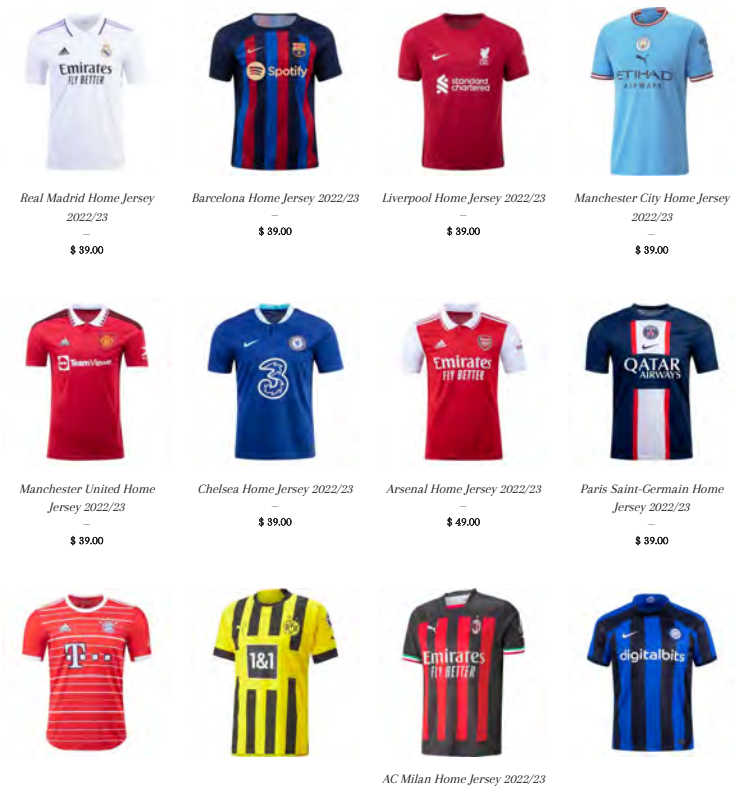 Emirates
FLY BETTER
Spotify
standard
chartered
ETIHAD
AIRWAYS
Real Madrid Home Jersey
2022/23
–
$ 39.00
Barcelona Home Jersey 2022/23
–
$ 39.00
Liverpool Home Jersey 2022/23
–
$ 39.00
Manchester City Home Jersey
2022/23
–
$ 39.00
TeamViewer
3
Emirates
FLY BETTER
QATAR
AIRWAYS
Manchester United Home
Jersey 2022/23
–
$ 39.00
Chelsea Home Jersey 2022/23
–
$ 39.00
Arsenal Home Jersey 2022/23
–
$ 49.00
Paris Saint-Germain Home
Jersey 2022/23
–
$ 39.00
T
1&1
Emirates
FLY BETTER
digitalbits
AC Milan Home Jersey 2022/23